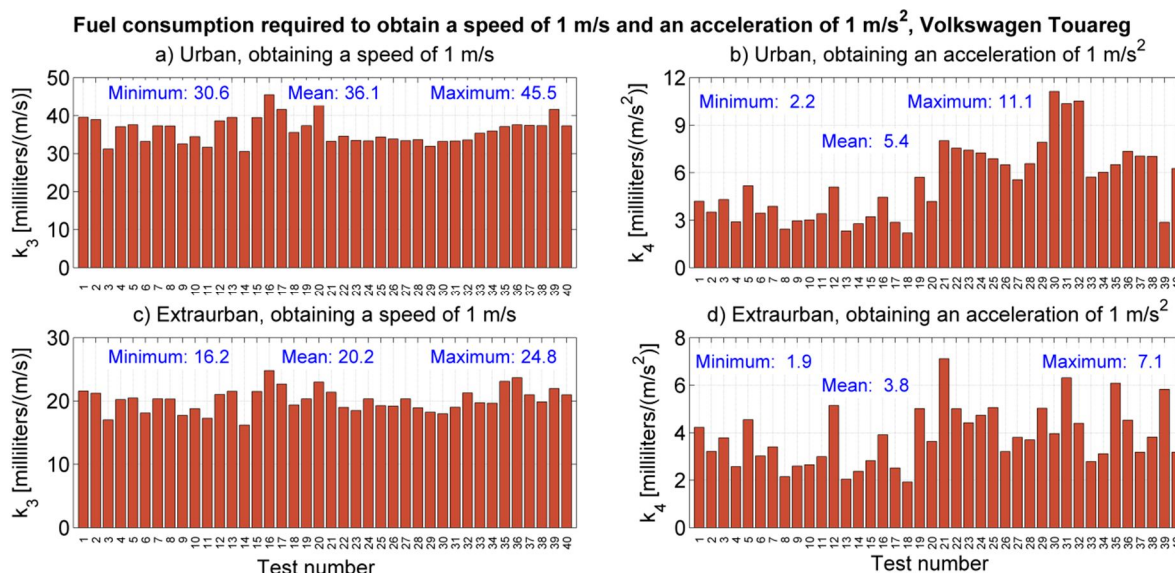 Fuel consumption required to obtain a speed of 1 m/s and an acceleration of 1 m/s², Volkswagen Touareg
a) Urban, obtaining a speed of 1 m/s
k₃ [milliliters/(m/s)]
50
40
30
20
10
0
Minimum: 30.6 Mean: 36.1 Maximum: 45.5
1 2 3 4 5 6 7 8 9 10 11 12 13 14 15 16 17 18 19 20 21 22 23 24 25 26 27 28 29 30 31 32 33 34 35 36 37 38 39 40
b) Urban, obtaining an acceleration of 1 m/s²
k₄ [milliliters/(m/s²)]
12
9
6
3
0
Minimum: 2.2 Maximum: 11.1
Mean: 5.4
1 2 3 4 5 6 7 8 9 10 11 12 13 14 15 16 17 18 19 20 21 22 23 24 25 26 27 28 29 30 31 32 33 34 35 36 37 38 39
c) Extraurban, obtaining a speed of 1 m/s
k₃ [milliliters/(m/s)]
30
20
10
0
Minimum: 16.2 Mean: 20.2 Maximum: 24.8
1 2 3 4 5 6 7 8 9 10 11 12 13 14 15 16 17 18 19 20 21 22 23 24 25 26 27 28 29 30 31 32 33 34 35 36 37 38 39 40
Test number
d) Extraurban, obtaining an acceleration of 1 m/s²
k₄ [milliliters/(m/s²)]
8
6
4
2
0
Minimum: 1.9 Maximum: 7.1
Mean: 3.8
1 2 3 4 5 6 7 8 9 10 11 12 13 14 15 16 17 18 19 20 21 22 23 24 25 26 27 28 29 30 31 32 33 34 35 36 37 38 39
Test number